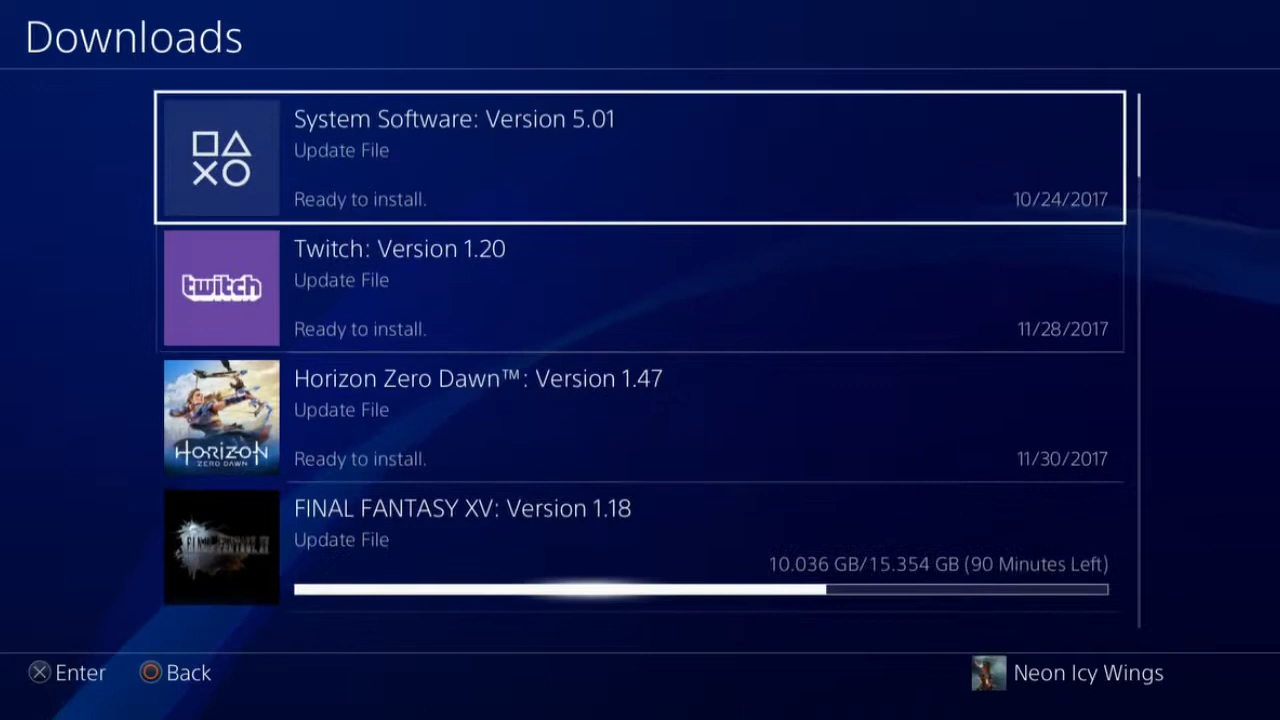 Downloads
System Software: Version 5.01
Update File
Ready to install.
10/24/2017
twitch
Twitch: Version 1.20
Update File
Ready to install.
11/28/2017
HORIZON
ZERO DAWN
Horizon Zero Dawn™: Version 1.47
Update File
Ready to install.
11/30/2017
FINAL FANTASY XV
FINAL FANTASY XV: Version 1.18
Update File
10.036 GB/15.354 GB (90 Minutes Left)
Enter
Back
Neon Icy Wings